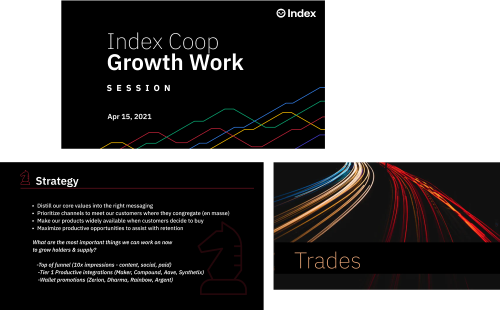 Index
Index Coop
Growth Work
SESSION
Apr 15, 2021
Strategy
• Distill our core values into the right messaging
• Prioritize channels to meet our customers where they congregate (en masse)
• Make our products widely available when customers decide to buy
• Maximize productive opportunities to assist with retention
What are the most important things we can work on now
to grow holders & supply?
-Top of funnel (10x impressions - content, social, paid)
-Tier 1 Productive integrations (Maker, Compound, Aave, Synthetix)
-Wallet promotions (Zerion, Dharma, Rainbow, Argent)
Trades